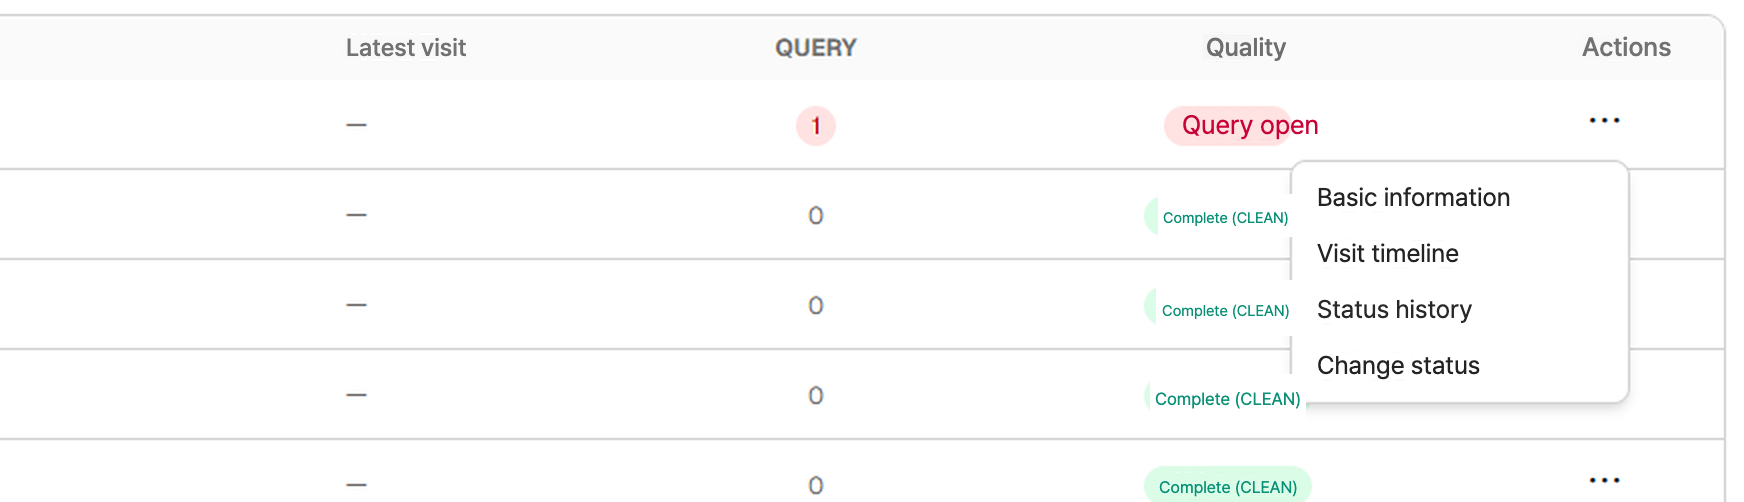 Latest visit QUERY Quality Actions
— 1 Query open ...
Basic information
— 0 Complete (CLEAN)
Visit timeline
— 0 Complete (CLEAN)
Status history
Change status
— 0 Complete (CLEAN)
— 0 Complete (CLEAN) ...